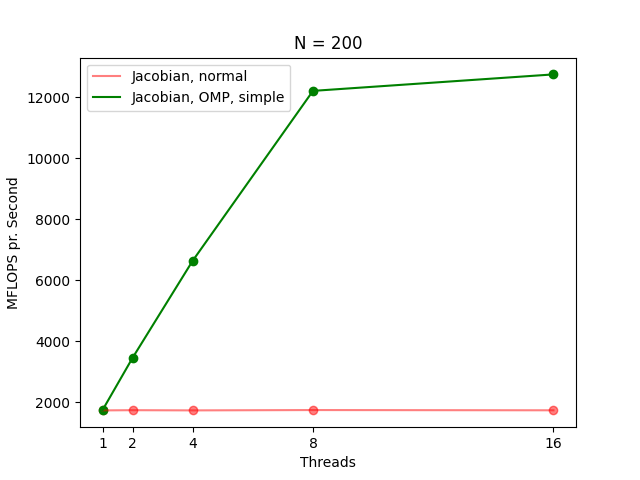 N = 200
Jacobian, normal
Jacobian, OMP, simple
MFLOPS pr. Second
12000
10000
8000
6000
4000
2000
1 2 4 8 16
Threads